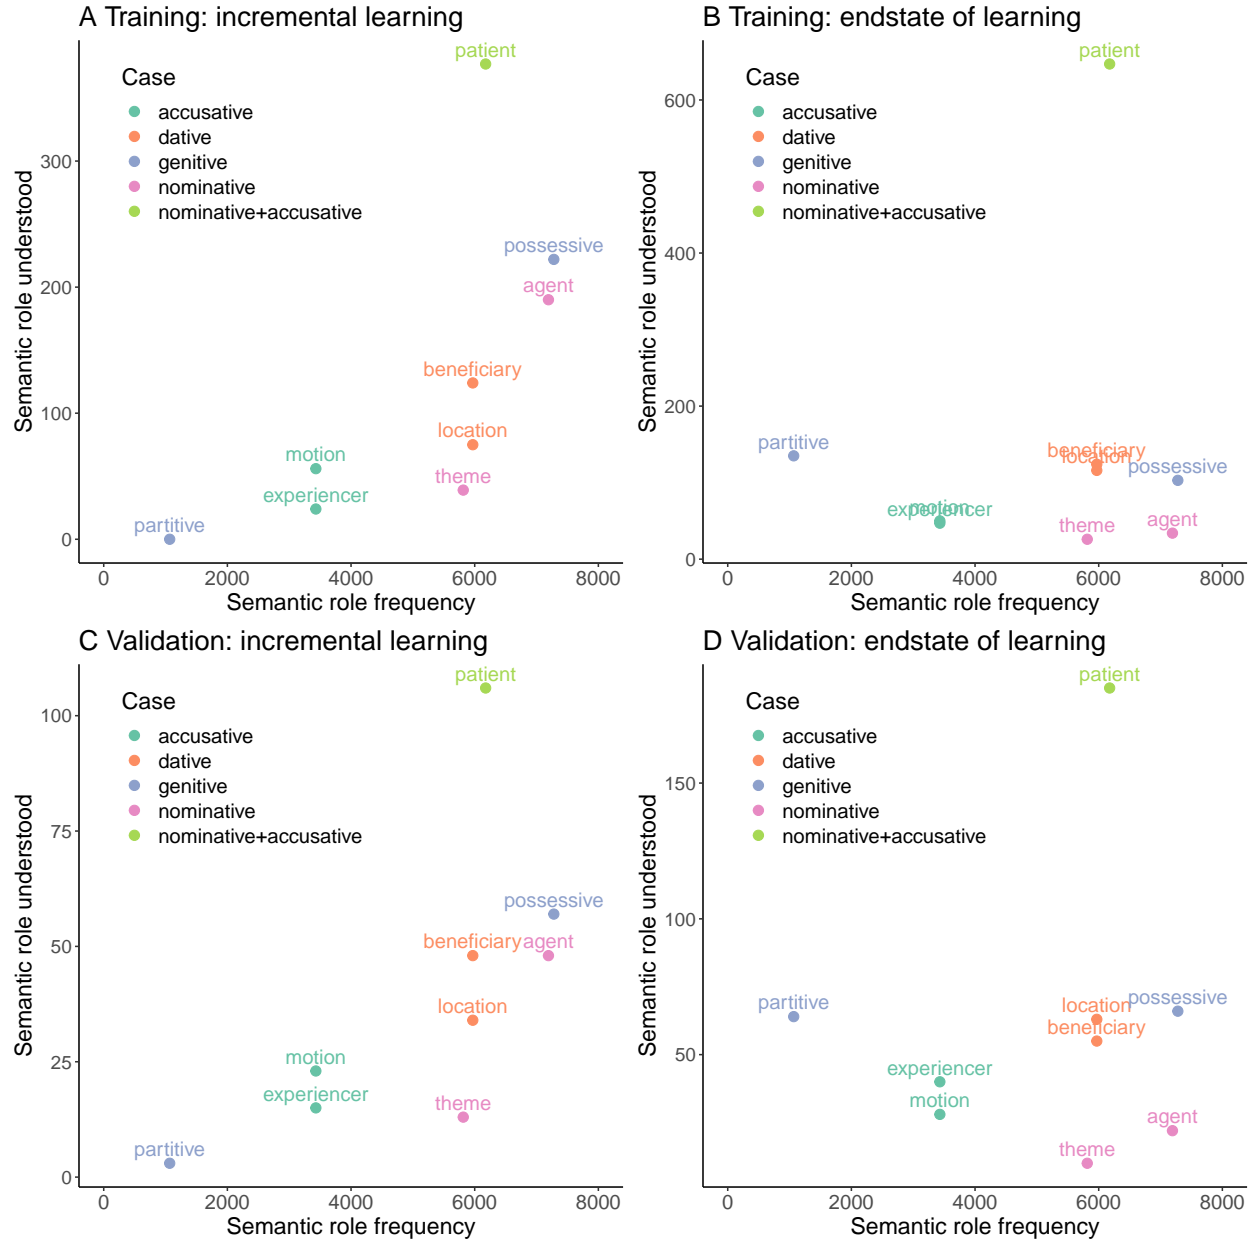 A Training: incremental learning
patient
Case
accusative
dative
genitive
nominative
nominative+accusative
possessive
agent
beneficiary
location
motion
theme
experiencer
partitive
Semantic role understood
300
200
100
0
0 2000 4000 6000 8000
Semantic role frequency
B Training: endstate of learning
patient
Case
accusative
dative
genitive
nominative
nominative+accusative
partitive
beneficiary
location
possessive
motion
experiencer
theme
agent
Semantic role understood
600
400
200
0
0 2000 4000 6000 8000
Semantic role frequency
C Validation: incremental learning
patient
Case
accusative
dative
genitive
nominative
nominative+accusative
possessive
beneficiary
agent
location
motion
experiencer
theme
partitive
Semantic role understood
100
75
50
25
0
0 2000 4000 6000 8000
Semantic role frequency
D Validation: endstate of learning
patient
Case
accusative
dative
genitive
nominative
nominative+accusative
partitive
location
possessive
beneficiary
experiencer
motion
agent
theme
Semantic role understood
150
100
50
0 2000 4000 6000 8000
Semantic role frequency